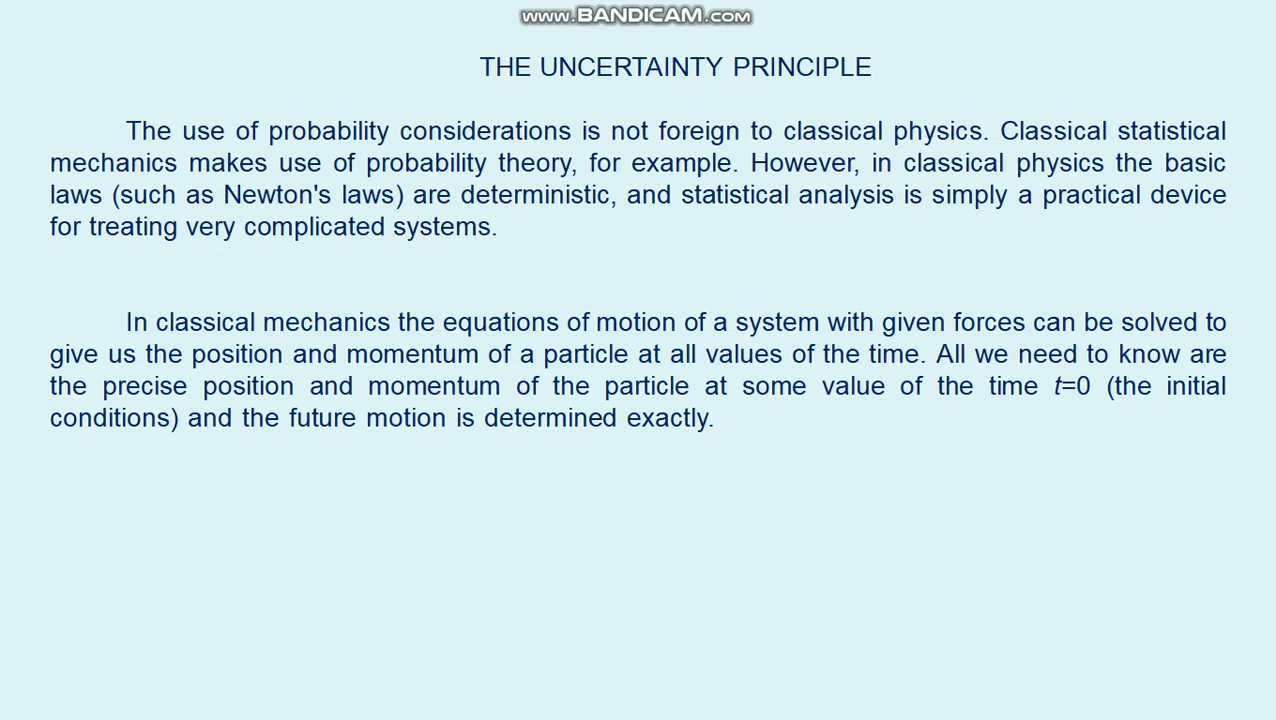 www.BANDICAM.com
THE UNCERTAINTY PRINCIPLE
The use of probability considerations is not foreign to classical physics. Classical statistical
mechanics makes use of probability theory, for example. However, in classical physics the basic
laws (such as Newton's laws) are deterministic, and statistical analysis is simply a practical device
for treating very complicated systems.
In classical mechanics the equations of motion of a system with given forces can be solved to
give us the position and momentum of a particle at all values of the time. All we need to know are
the precise position and momentum of the particle at some value of the time t=0 (the initial
conditions) and the future motion is determined exactly.